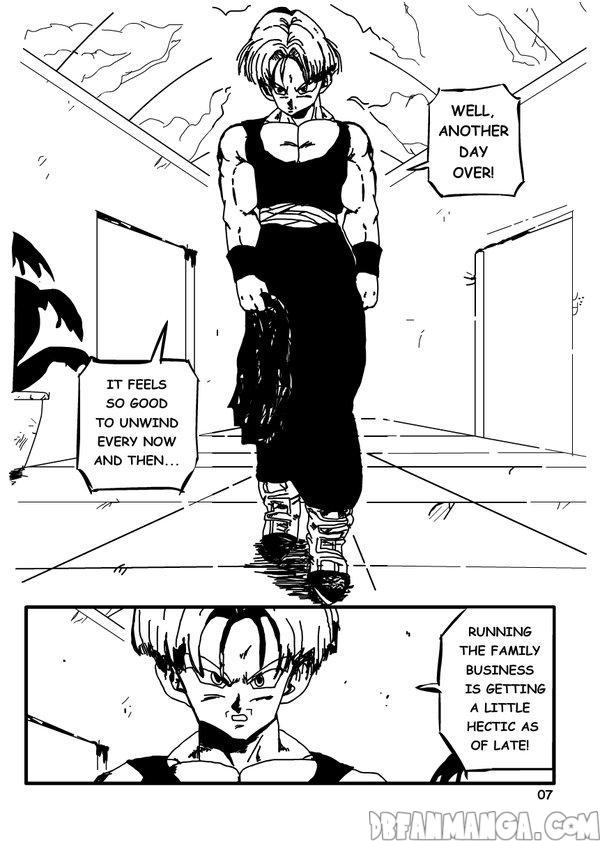 WELL,
ANOTHER
DAY
OVER!
IT FEELS
SO GOOD
TO UNWIND
EVERY NOW
AND THEN...
RUNNING
THE FAMILY
BUSINESS
IS GETTING
A LITTLE
HECTIC AS
OF LATE!
07
DBFANMANGA.COM